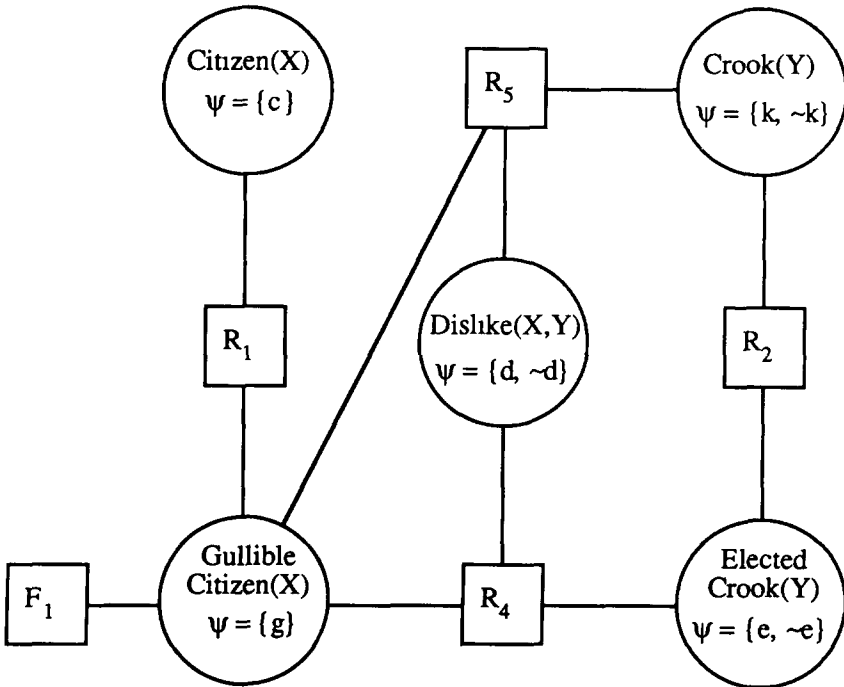 Citizen(X)
ψ = {c}
R₅
Crook(Y)
ψ = {k, ~k}
R₁
Dislike(X,Y)
ψ = {d, ~d}
R₂
F₁
Gullible
Citizen(X)
ψ = {g}
R₄
Elected
Crook(Y)
ψ = {e, ~e}